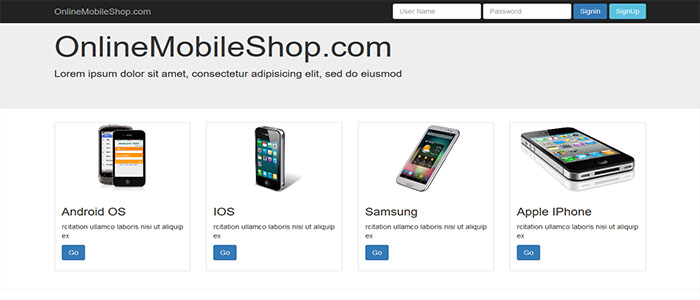 OnlineMobileShop.com
User Name
Password
Signin
SignUp
OnlineMobileShop.com
Lorem ipsum dolor sit amet, consectetur adipisicing elit, sed do eiusmod
Android OS
rcitation ullamco laboris nisi ut aliquip
ex
Go
IOS
rcitation ullamco laboris nisi ut aliquip
ex
Go
Samsung
rcitation ullamco laboris nisi ut aliquip
ex
Go
Apple IPhone
rcitation ullamco laboris nisi ut aliquip
ex
Go